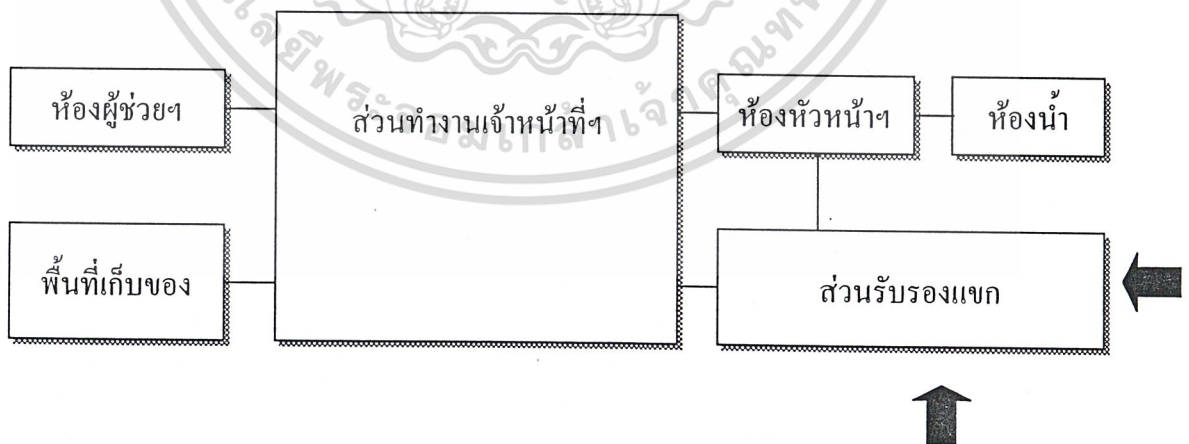 ห้องผู้ช่วยฯ
ส่วนทำงานเจ้าหน้าที่ฯ
ห้องหัวหน้าฯ
ห้องน้ำ
พื้นที่เก็บของ
ส่วนรับรองแขก